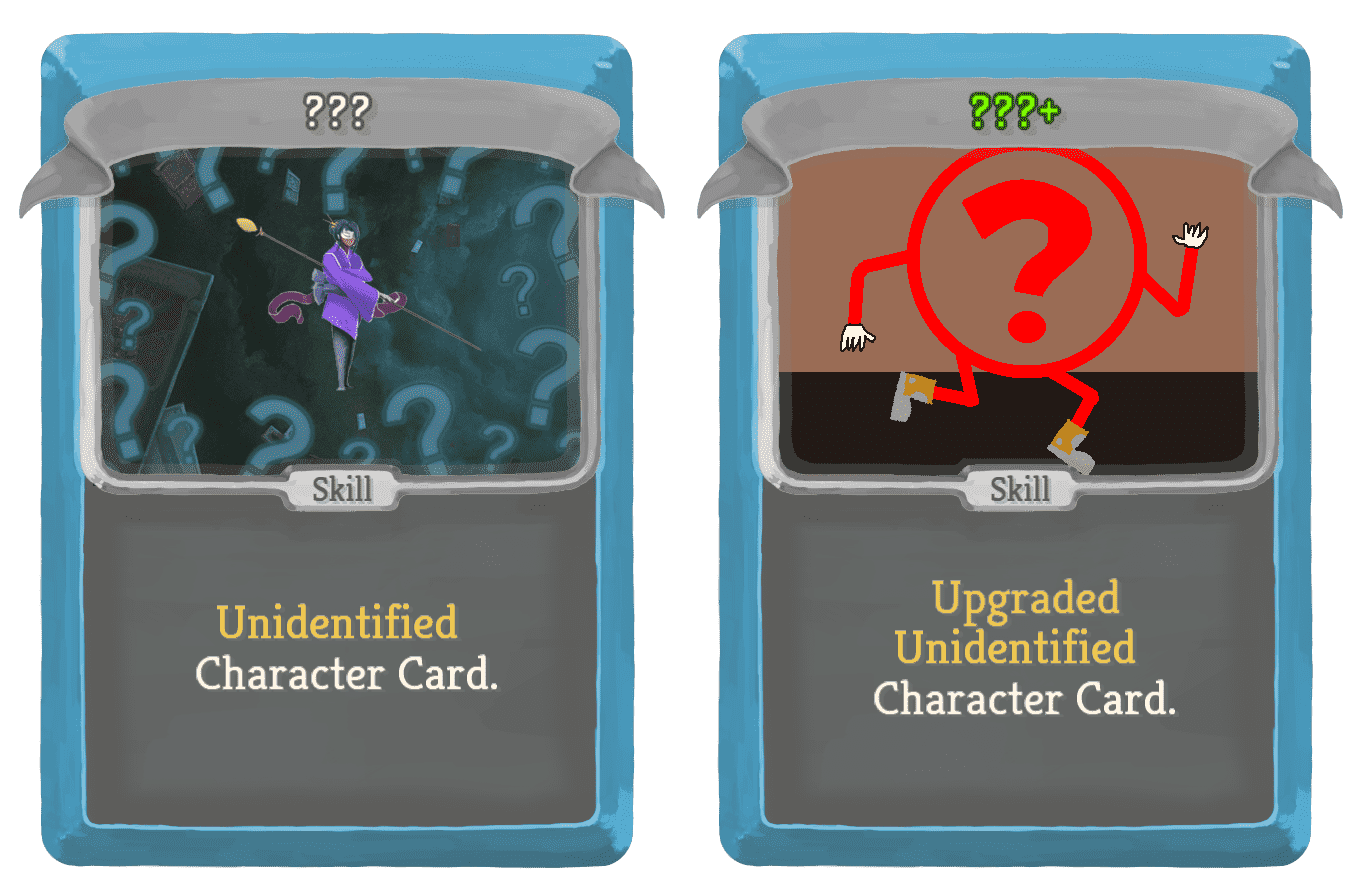 ???
Skill
Unidentified
Character Card.
???+
?
Skill
Upgraded
Unidentified
Character Card.